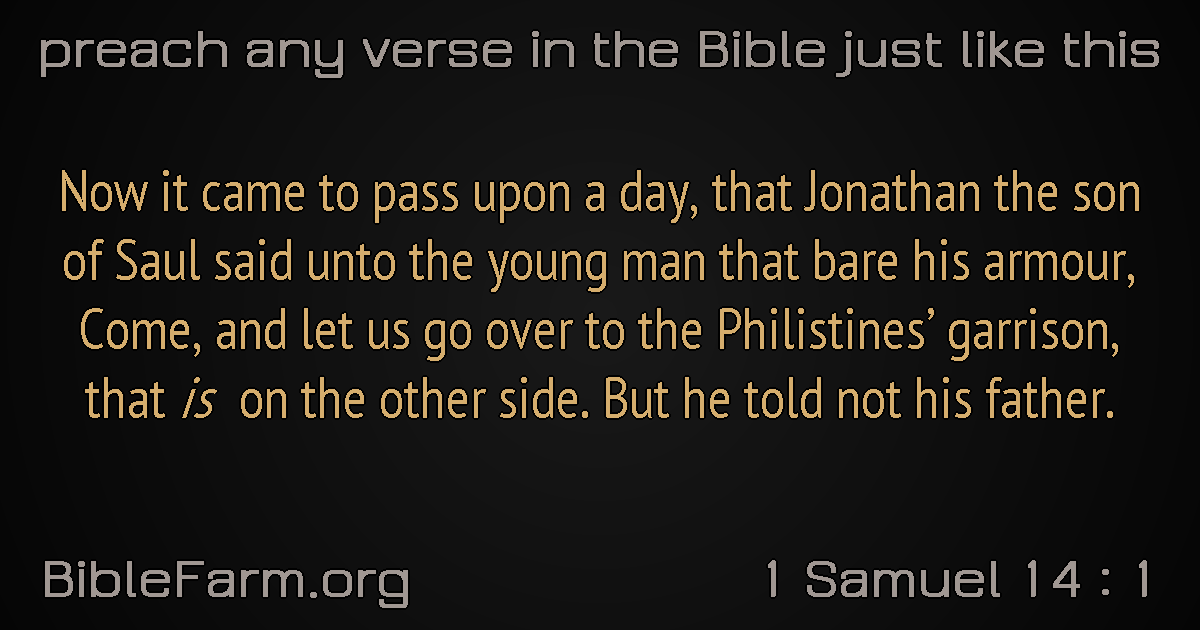 preach any verse in the Bible just like this
Now it came to pass upon a day, that Jonathan the son
of Saul said unto the young man that bare his armour,
Come, and let us go over to the Philistines’ garrison,
that is on the other side. But he told not his father.
BibleFarm.org
1 Samuel 14 : 1